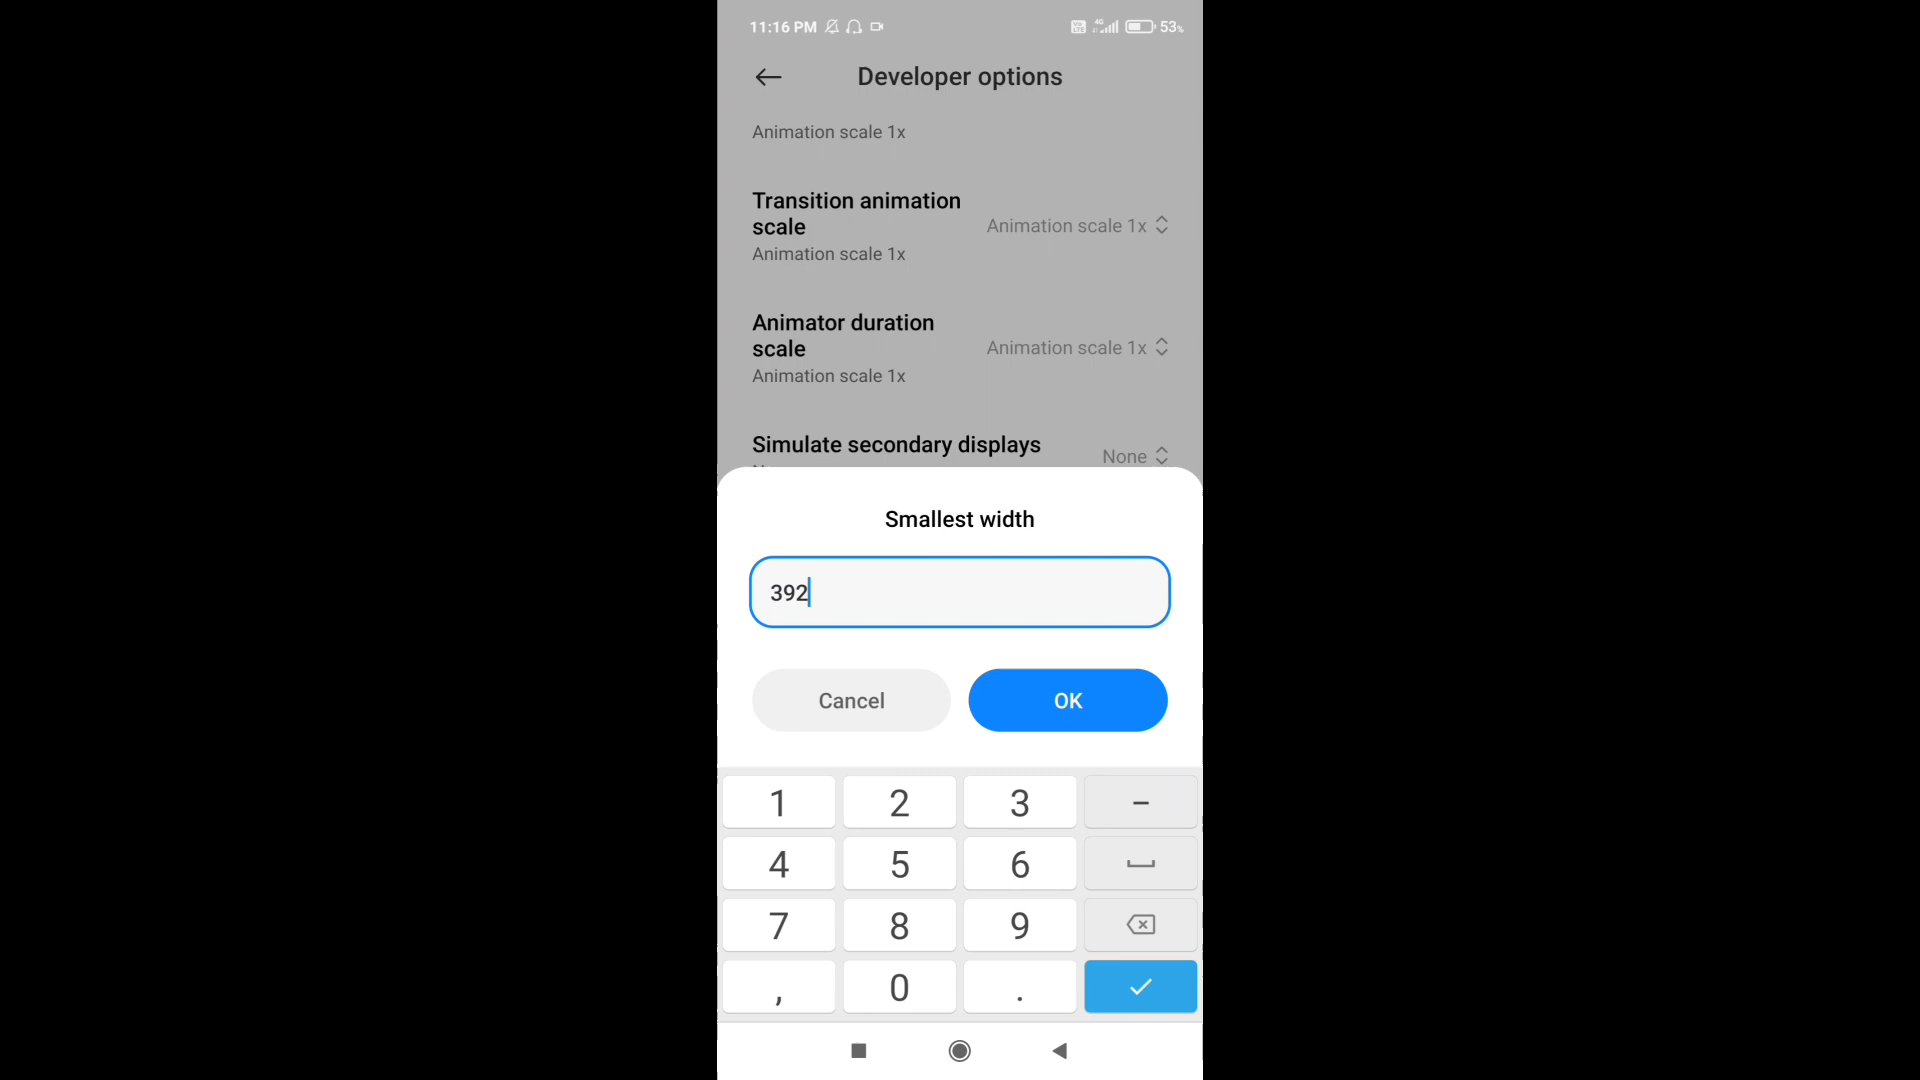 11:16 PM 4G 53%
Developer options
Animation scale 1x
Transition animation
scale
Animation scale 1x
Animation scale 1x
Animator duration
scale
Animation scale 1x
Animation scale 1x
Simulate secondary displays
None
Smallest width
392
Cancel OK
1 2 3 –
4 5 6
7 8 9
, 0 .